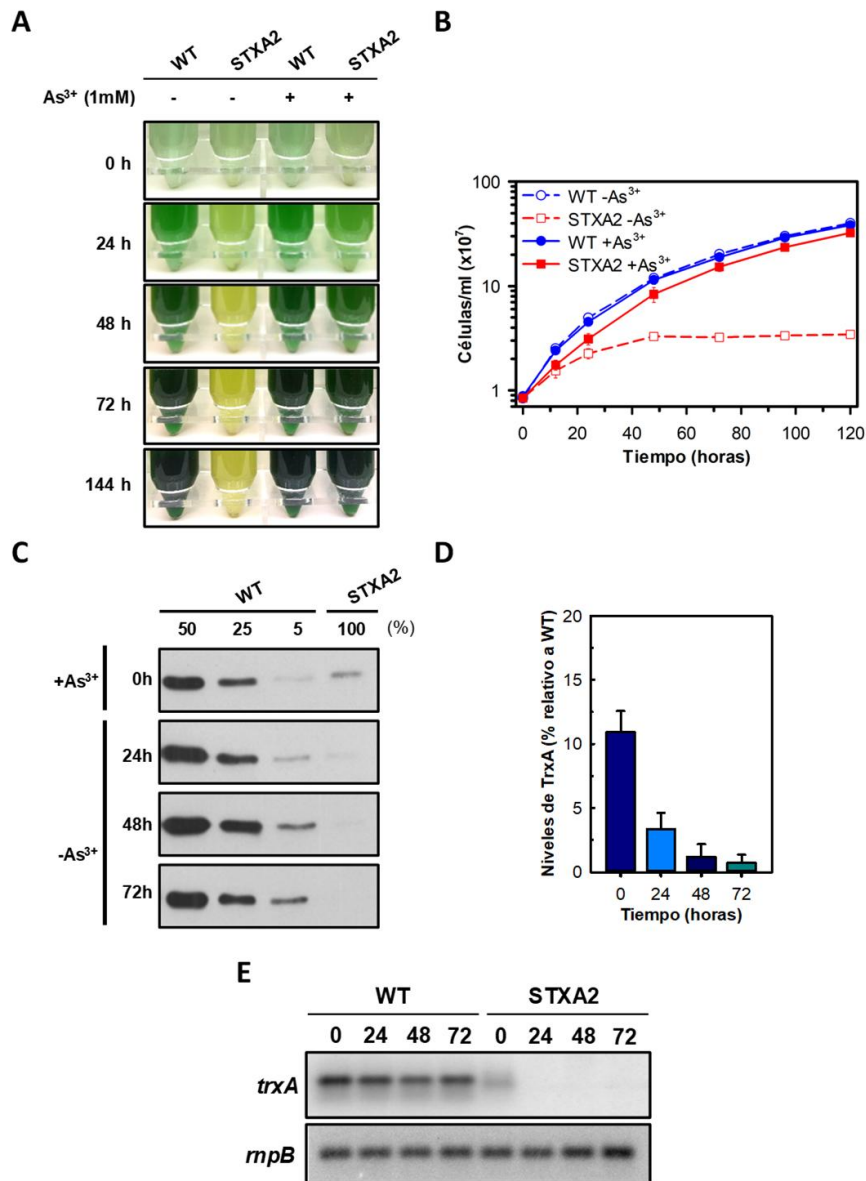 A
WT STXA2 WT STXA2
As³⁺ (1mM) - - + +
0 h
24 h
48 h
72 h
144 h
B
Células/ml (x10⁷)
100
10
1
WT -As³⁺
STXA2 -As³⁺
WT +As³⁺
STXA2 +As³⁺
0 20 40 60 80 100 120
Tiempo (horas)
C
WT STXA2
50 25 5 100 (%)
+As³⁺
0h
-As³⁺
24h
48h
72h
D
Niveles de TrxA (% relativo a WT)
20
15
10
5
0
0 24 48 72
Tiempo (horas)
E
WT STXA2
0 24 48 72 0 24 48 72
trxA
rnpB